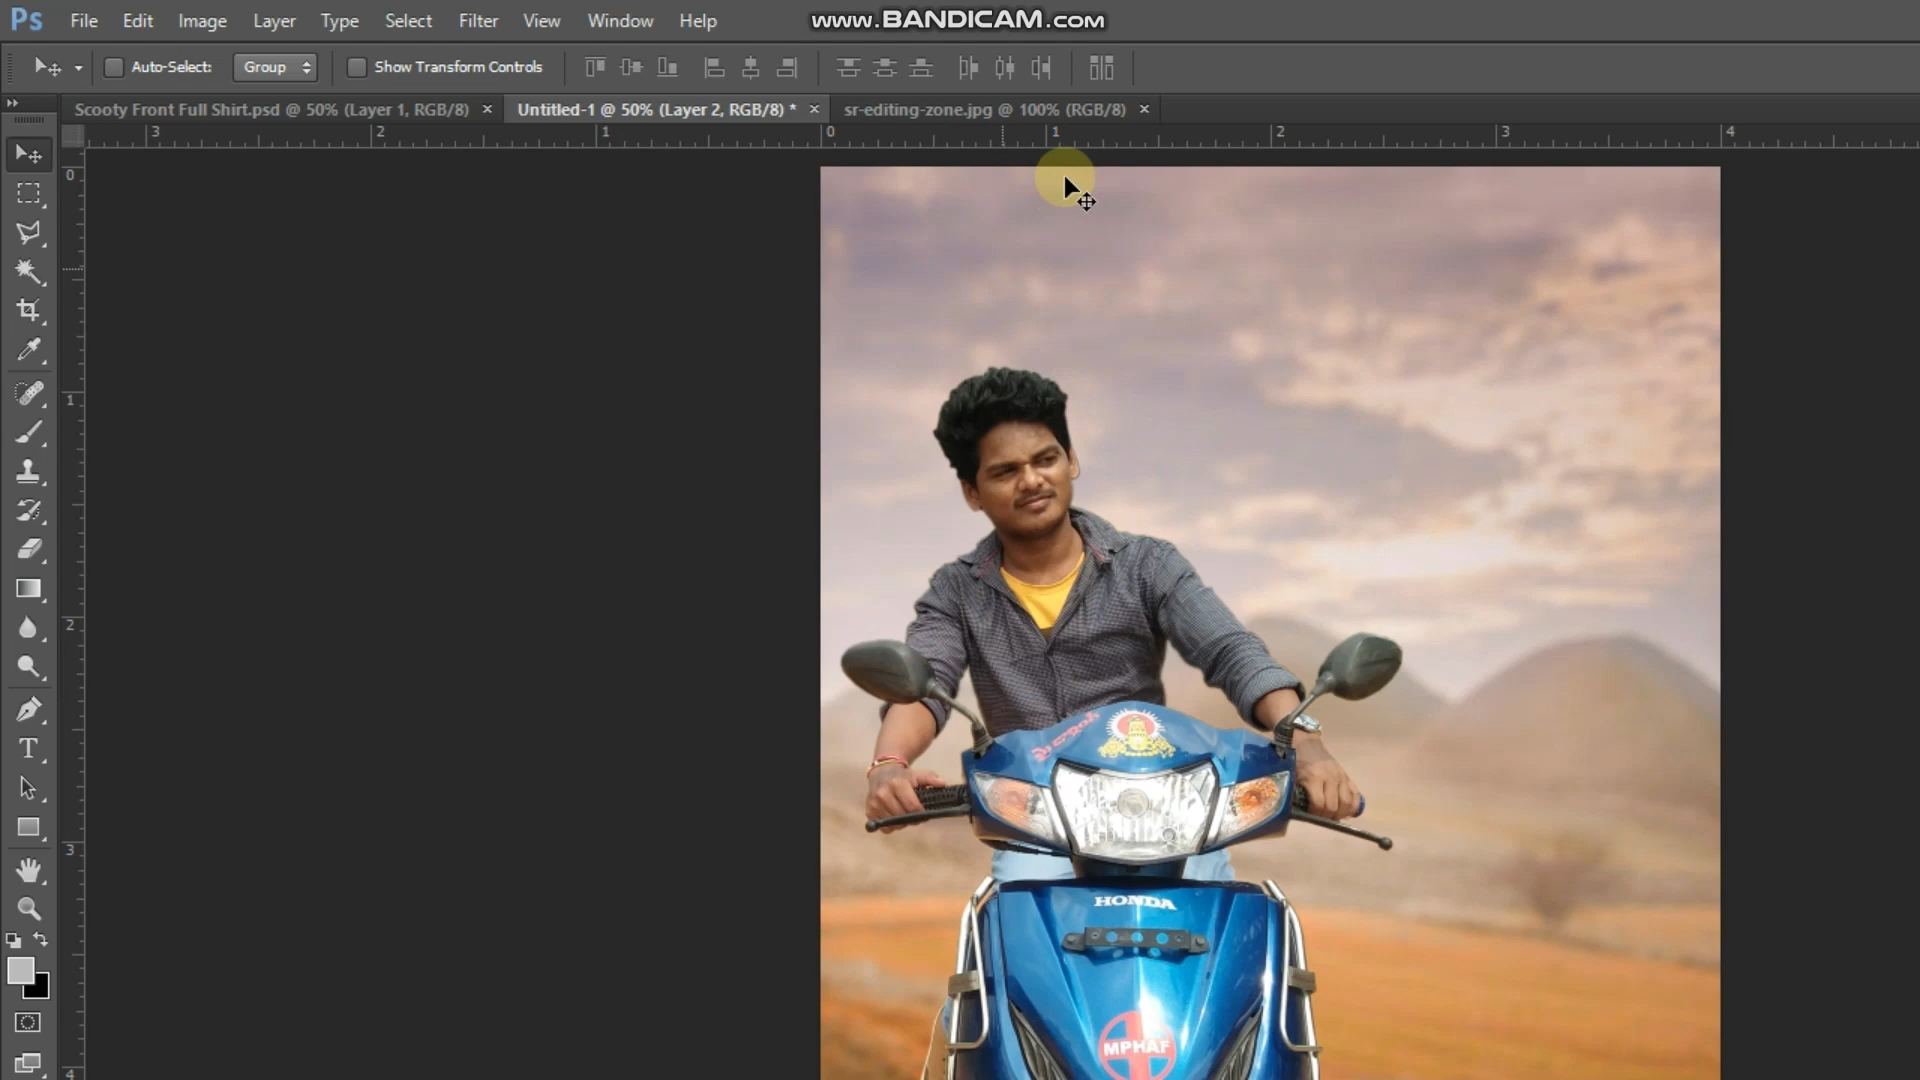 Ps File Edit Image Layer Type Select Filter View Window Help
www.BANDICAM.com
Auto-Select: Group Show Transform Controls
Scooty Front Full Shirt.psd @ 50% (Layer 1, RGB/8) × Untitled-1 @ 50% (Layer 2, RGB/8) * × sr-editing-zone.jpg @ 100% (RGB/8) ×
3 2 1 0 1 2 3 4
0
1
2
3
4
T
HONDA
MPHAF